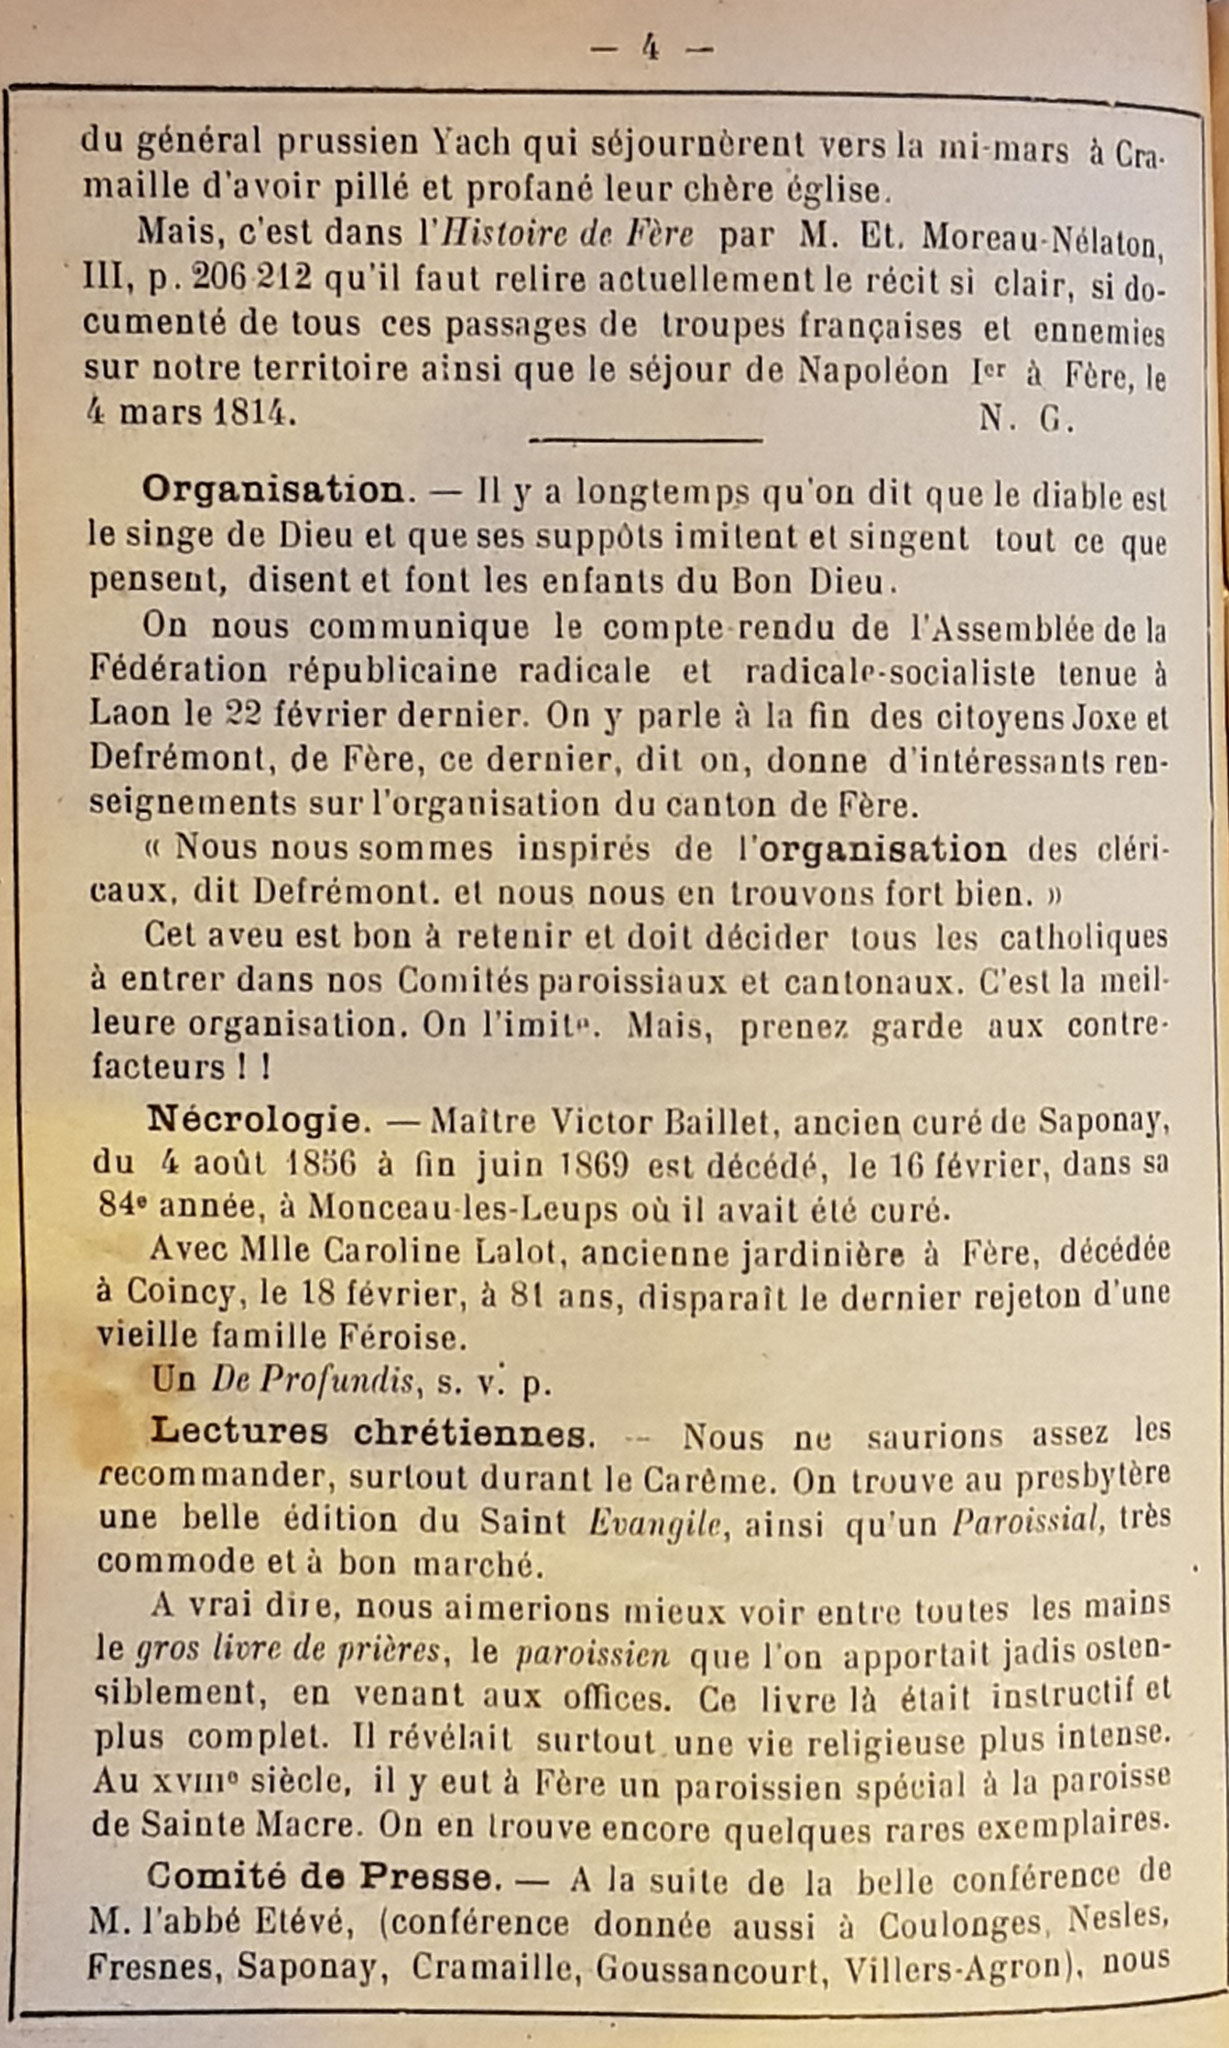 — 4 —
du général prussien Yach qui séjournèrent vers la mi-mars à Cra-
maille d'avoir pillé et profané leur chère église.
Mais, c'est dans l'Histoire de Fère par M. Et. Moreau-Nélaton,
III, p. 206-212 qu'il faut relire actuellement le récit si clair, si do-
cumenté de tous ces passages de troupes françaises et ennemies
sur notre territoire ainsi que le séjour de Napoléon Ier à Fère, le
4 mars 1814. N. G.
Organisation. — Il y a longtemps qu'on dit que le diable est
le singe de Dieu et que ses suppôts imitent et singent tout ce que
pensent, disent et font les enfants du Bon Dieu.
On nous communique le compte-rendu de l'Assemblée de la
Fédération républicaine radicale et radicale-socialiste tenue à
Laon le 22 février dernier. On y parle à la fin des citoyens Joxe et
Defrémont, de Fère, ce dernier, dit on, donne d'intéressants ren-
seignements sur l'organisation du canton de Fère.
« Nous nous sommes inspirés de l'organisation des cléri-
caux, dit Defrémont. et nous nous en trouvons fort bien. »
Cet aveu est bon à retenir et doit décider tous les catholiques
à entrer dans nos Comités paroissiaux et cantonaux. C'est la meil-
leure organisation. On l'imite. Mais, prenez garde aux contre-
facteurs ! !
Nécrologie. — Maître Victor Baillet, ancien curé de Saponay,
du 4 août 1856 à fin juin 1869 est décédé, le 16 février, dans sa
84e année, à Monceau-les-Leups où il avait été curé.
Avec Mlle Caroline Lalot, ancienne jardinière à Fère, décédée
à Coincy, le 18 février, à 81 ans, disparaît le dernier rejeton d'une
vieille famille Féroise.
Un De Profundis, s. v. p.
Lectures chrétiennes. — Nous ne saurions assez les
recommander, surtout durant le Carême. On trouve au presbytère
une belle édition du Saint Evangile, ainsi qu'un Paroissial, très
commode et à bon marché.
A vrai dire, nous aimerions mieux voir entre toutes les mains
le gros livre de prières, le paroissien que l'on apportait jadis osten-
siblement, en venant aux offices. Ce livre là était instructif et
plus complet. Il révélait surtout une vie religieuse plus intense.
Au XVIIIe siècle, il y eut à Fère un paroissien spécial à la paroisse
de Sainte Macre. On en trouve encore quelques rares exemplaires.
Comité de Presse. — A la suite de la belle conférence de
M. l'abbé Etévé, (conférence donnée aussi à Coulonges, Nesles,
Fresnes, Saponay, Cramaille, Goussancourt, Villers-Agron), nous